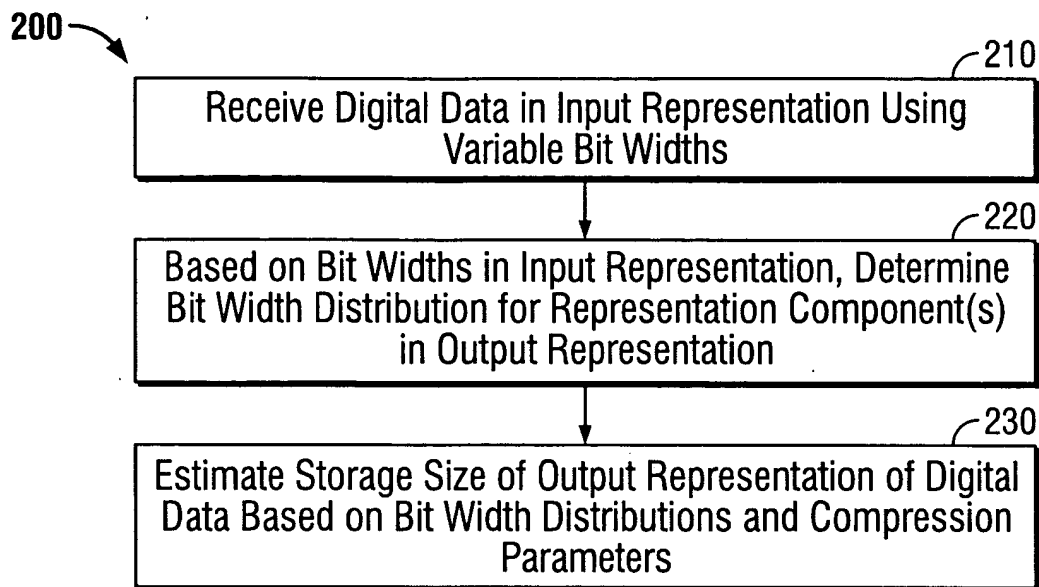 200
210
Receive Digital Data in Input Representation Using
Variable Bit Widths
220
Based on Bit Widths in Input Representation, Determine
Bit Width Distribution for Representation Component(s)
in Output Representation
230
Estimate Storage Size of Output Representation of Digital
Data Based on Bit Width Distributions and Compression
Parameters